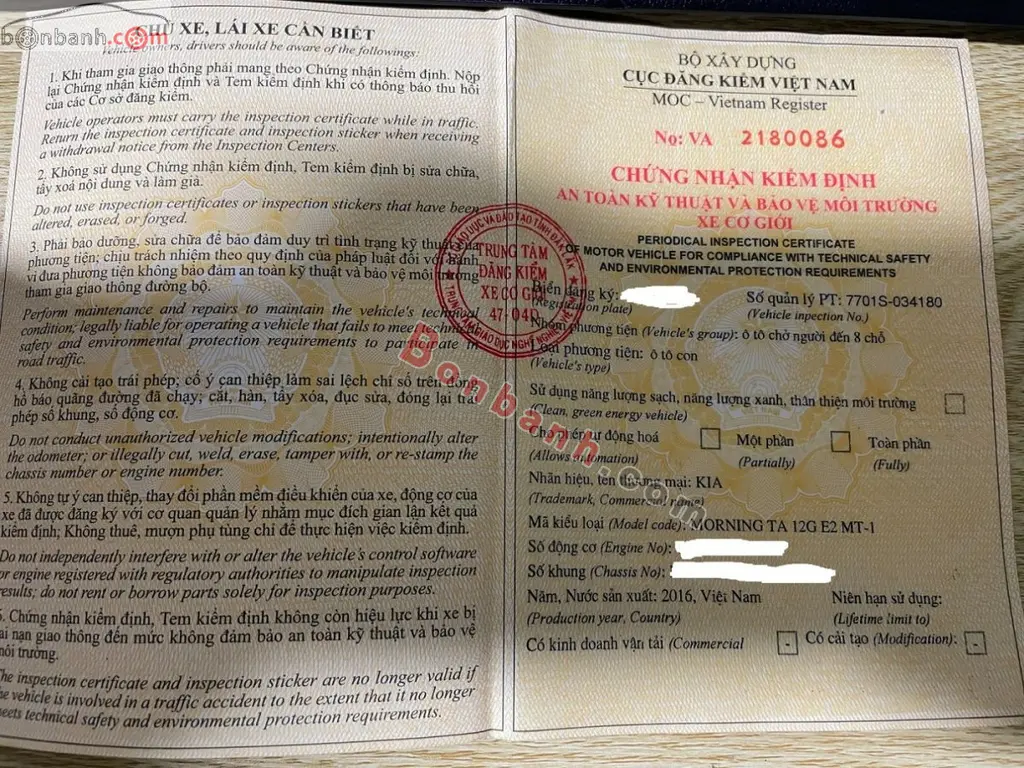 bonbanh.com
CHỦ XE, LÁI XE CẦN BIẾT
Vehicle owners, drivers should be aware of the followings:
1. Khi tham gia giao thông phải mang theo Chứng nhận kiểm định. Nộp
lại Chứng nhận kiểm định và Tem kiểm định khi có thông báo thu hồi
của các Cơ sở đăng kiểm.
Vehicle operators must carry the inspection certificate while in traffic.
Return the inspection certificate and inspection sticker when receiving
a withdrawal notice from the Inspection Centers.
2. Không sử dụng Chứng nhận kiểm định, Tem kiểm định bị sửa chữa,
tẩy xoá nội dung và làm giả.
Do not use inspection certificates or inspection stickers that have been
altered, erased, or forged.
3. Phải bảo dưỡng, sửa chữa để bảo đảm duy trì tình trạng kỹ thuật của
phương tiện; chịu trách nhiệm theo quy định của pháp luật đối với hành
vi đưa phương tiện không bảo đảm an toàn kỹ thuật và bảo vệ môi trường
tham gia giao thông đường bộ.
Perform maintenance and repairs to maintain the vehicle's technical
condition; legally liable for operating a vehicle that fails to meet technical
safety and environmental protection requirements to participate in
road traffic.
4. Không cải tạo trái phép; cố ý can thiệp làm sai lệch chỉ số trên đồng
hồ báo quãng đường đã chạy; cắt, hàn, tẩy xóa, đục sửa, đóng lại trái
phép số khung, số động cơ.
Do not conduct unauthorized vehicle modifications; intentionally alter
the odometer; or illegally cut, weld, erase, tamper with, or re-stamp the
chassis number or engine number.
5. Không tự ý can thiệp, thay đổi phần mềm điều khiển của xe, động cơ của
xe đã được đăng ký với cơ quan quản lý nhằm mục đích gian lận kết quả
kiểm định; Không thuê, mượn phụ tùng chỉ để thực hiện việc kiểm định.
Do not independently interfere with or alter the vehicle's control software
or engine registered with regulatory authorities to manipulate inspection
results; do not rent or borrow parts solely for inspection purposes.
6. Chứng nhận kiểm định, Tem kiểm định không còn hiệu lực khi xe bị
tai nạn giao thông đến mức không đảm bảo an toàn kỹ thuật và bảo vệ
môi trường.
The inspection certificate and inspection sticker are no longer valid if
the vehicle is involved in a traffic accident to the extent that it no longer
meets technical safety and environmental protection requirements.
BỘ XÂY DỰNG
CỤC ĐĂNG KIỂM VIỆT NAM
MOC – Vietnam Register
No: VA 2180086
CHỨNG NHẬN KIỂM ĐỊNH
AN TOÀN KỸ THUẬT VÀ BẢO VỆ MÔI TRƯỜNG
XE CƠ GIỚI
PERIODICAL INSPECTION CERTIFICATE
OF MOTOR VEHICLE FOR COMPLIANCE WITH TECHNICAL SAFETY
AND ENVIRONMENTAL PROTECTION REQUIREMENTS
TRUNG TÂM
ĐĂNG KIỂM
XE CƠ GIỚI
47-04D
Biển đăng ký: Số quản lý PT: 7701S-034180
(Registration plate) (Vehicle inspection No.)
Nhóm phương tiện (Vehicle's group): ô tô chở người đến 8 chỗ
Loại phương tiện: ô tô con
(Vehicle's type)
Sử dụng năng lượng sạch, năng lượng xanh, thân thiện môi trường
(Clean, green energy vehicle)
Cho phép tự động hoá Một phần Toàn phần
(Allows automation) (Partially) (Fully)
Nhãn hiệu, tên thương mại: KIA
(Trademark, Commercial name)
Mã kiểu loại (Model code): MORNING TA 12G E2 MT-1
Số động cơ (Engine No):
Số khung (Chassis No):
Năm, Nước sản xuất: 2016, Việt Nam Niên hạn sử dụng:
(Production year, Country) (Lifetime limit to)
Có kinh doanh vận tải (Commercial - Có cải tạo (Modification): -
Bonbanh.com